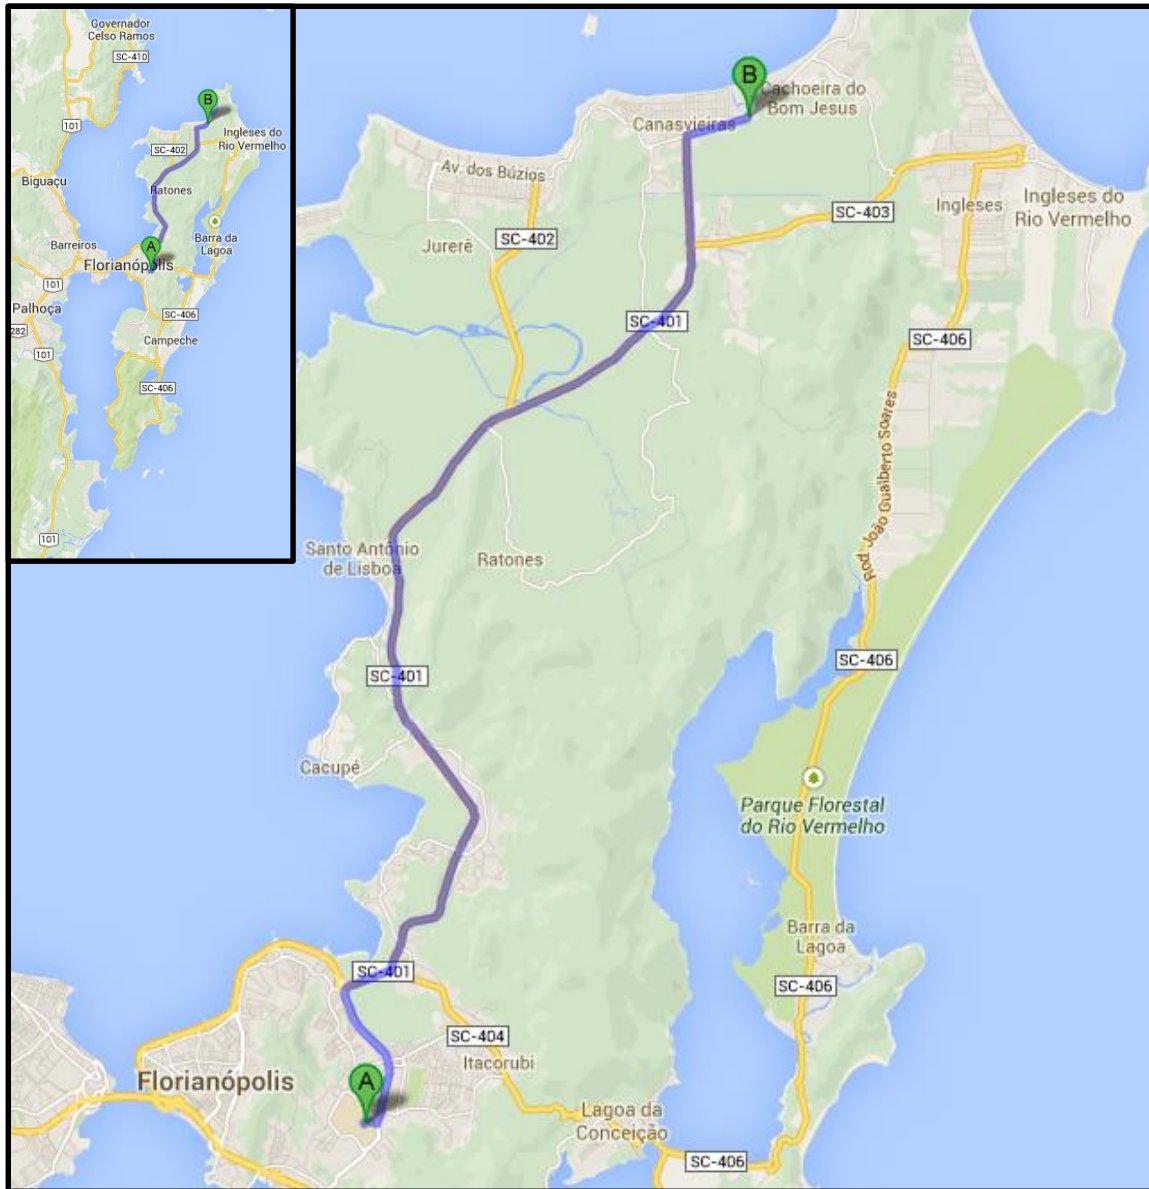 Governador
Celso Ramos
SC-410
B
101
Ingleses do
Rio Vermelho
SC-402
Biguaçu
Ratones
Barreiros
A
Barra da
Lagoa
Florianópolis
101
Palhoça
SC-406
282
Campeche
101
SC-406
101
B
Cachoeira do
Bom Jesus
Canasvieiras
Av. dos Búzios
Ingleses do
Rio Vermelho
Ingleses
SC-403
SC-402
Jurerê
SC-401
SC-406
Rod. João Gualberto Soares
Santo Antônio
de Lisboa
Ratones
SC-406
SC-401
Cacupé
Parque Florestal
do Rio Vermelho
Barra da
Lagoa
SC-401
SC-406
SC-404
Itacorubi
Florianópolis
A
Lagoa da
Conceição
SC-406